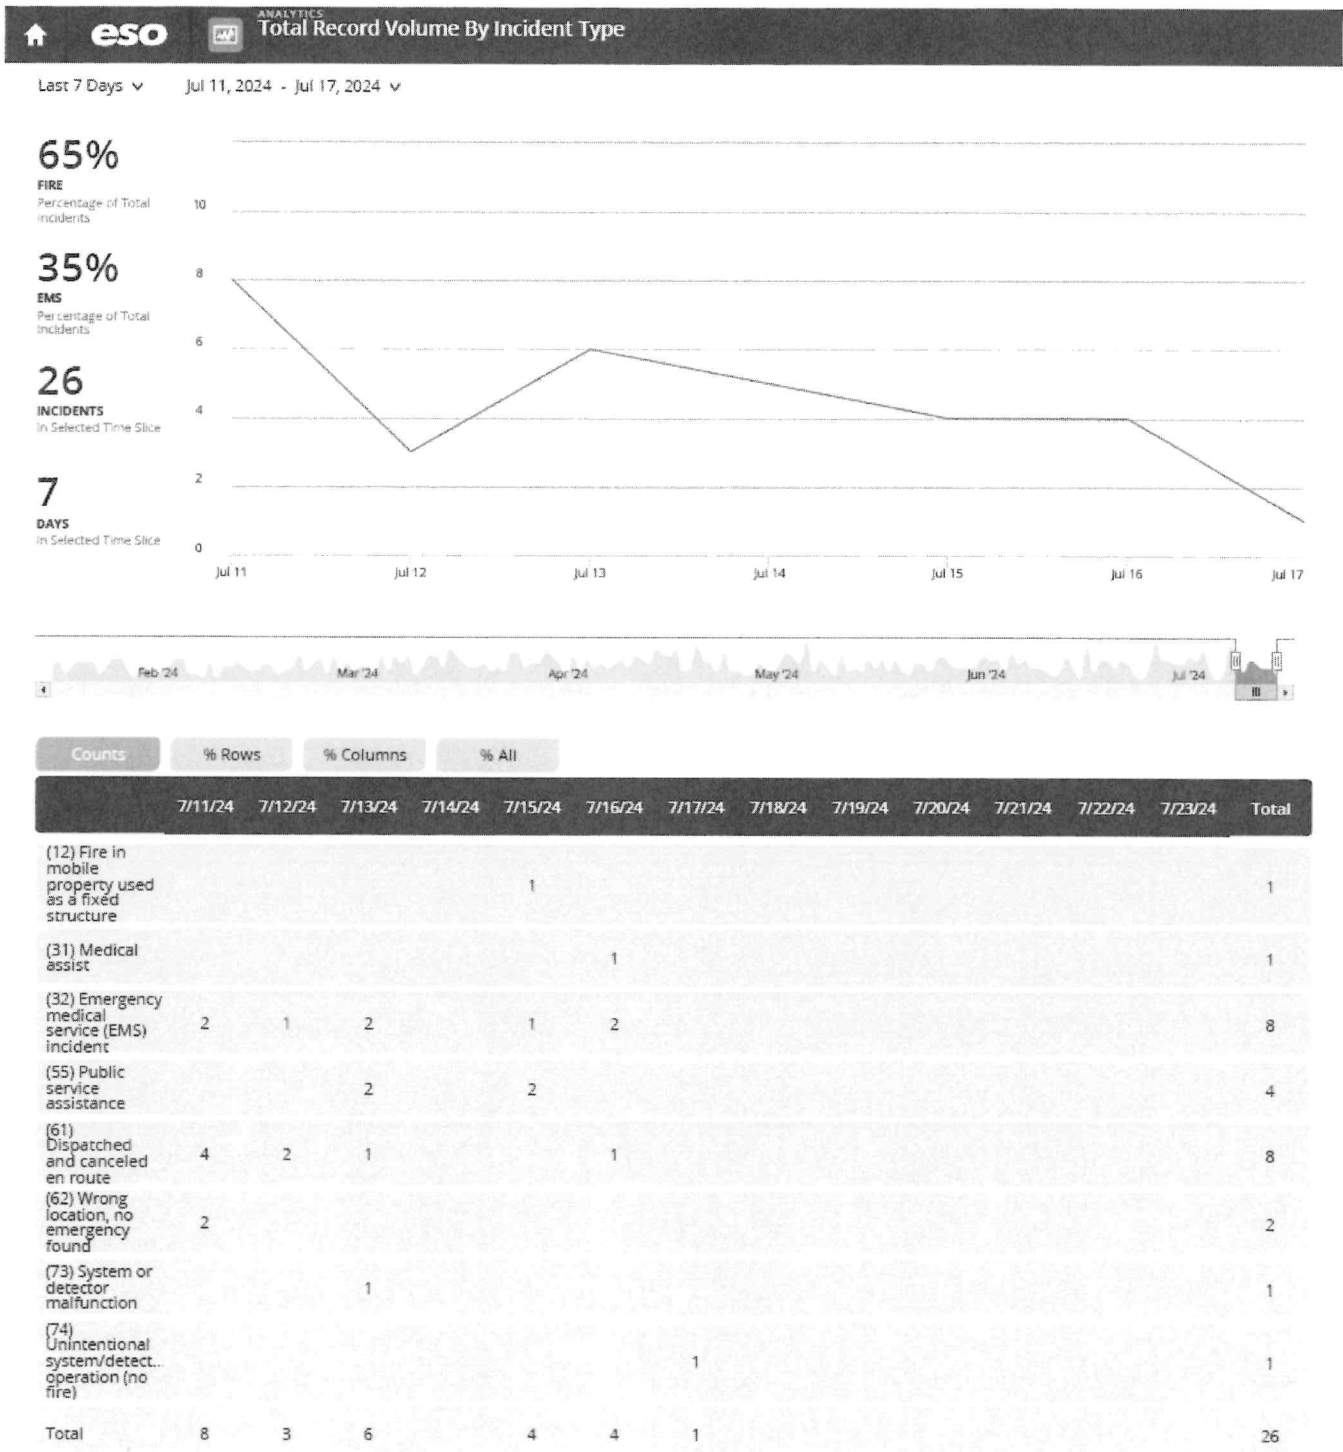 ANALYTICS
eso Total Record Volume By Incident Type
Last 7 Days Jul 11, 2024 - Jul 17, 2024
65%
FIRE
Percentage of Total
Incidents
35%
EMS
Percentage of Total
Incidents
26
INCIDENTS
In Selected Time Slice
7
DAYS
In Selected Time Slice
10
8
6
4
2
0
Jul 11 Jul 12 Jul 13 Jul 14 Jul 15 Jul 16 Jul 17
Feb '24 Mar '24 Apr '24 May '24 Jun '24 Jul '24
Counts % Rows % Columns % All
7/11/24 7/12/24 7/13/24 7/14/24 7/15/24 7/16/24 7/17/24 7/18/24 7/19/24 7/20/24 7/21/24 7/22/24 7/23/24 Total
(12) Fire in
mobile
property used 1 1
as a fixed
structure
(31) Medical
assist 1 1
(32) Emergency
medical
service (EMS) 2 1 2 1 2 8
incident
(55) Public
service 2 2 4
assistance
(61)
Dispatched
and canceled 4 2 1 1 8
en route
(62) Wrong
location, no
emergency 2 2
found
(73) System or
detector 1 1
malfunction
(74)
Unintentional
system/detect... 1 1
operation (no
fire)
Total 8 3 6 4 4 1 26